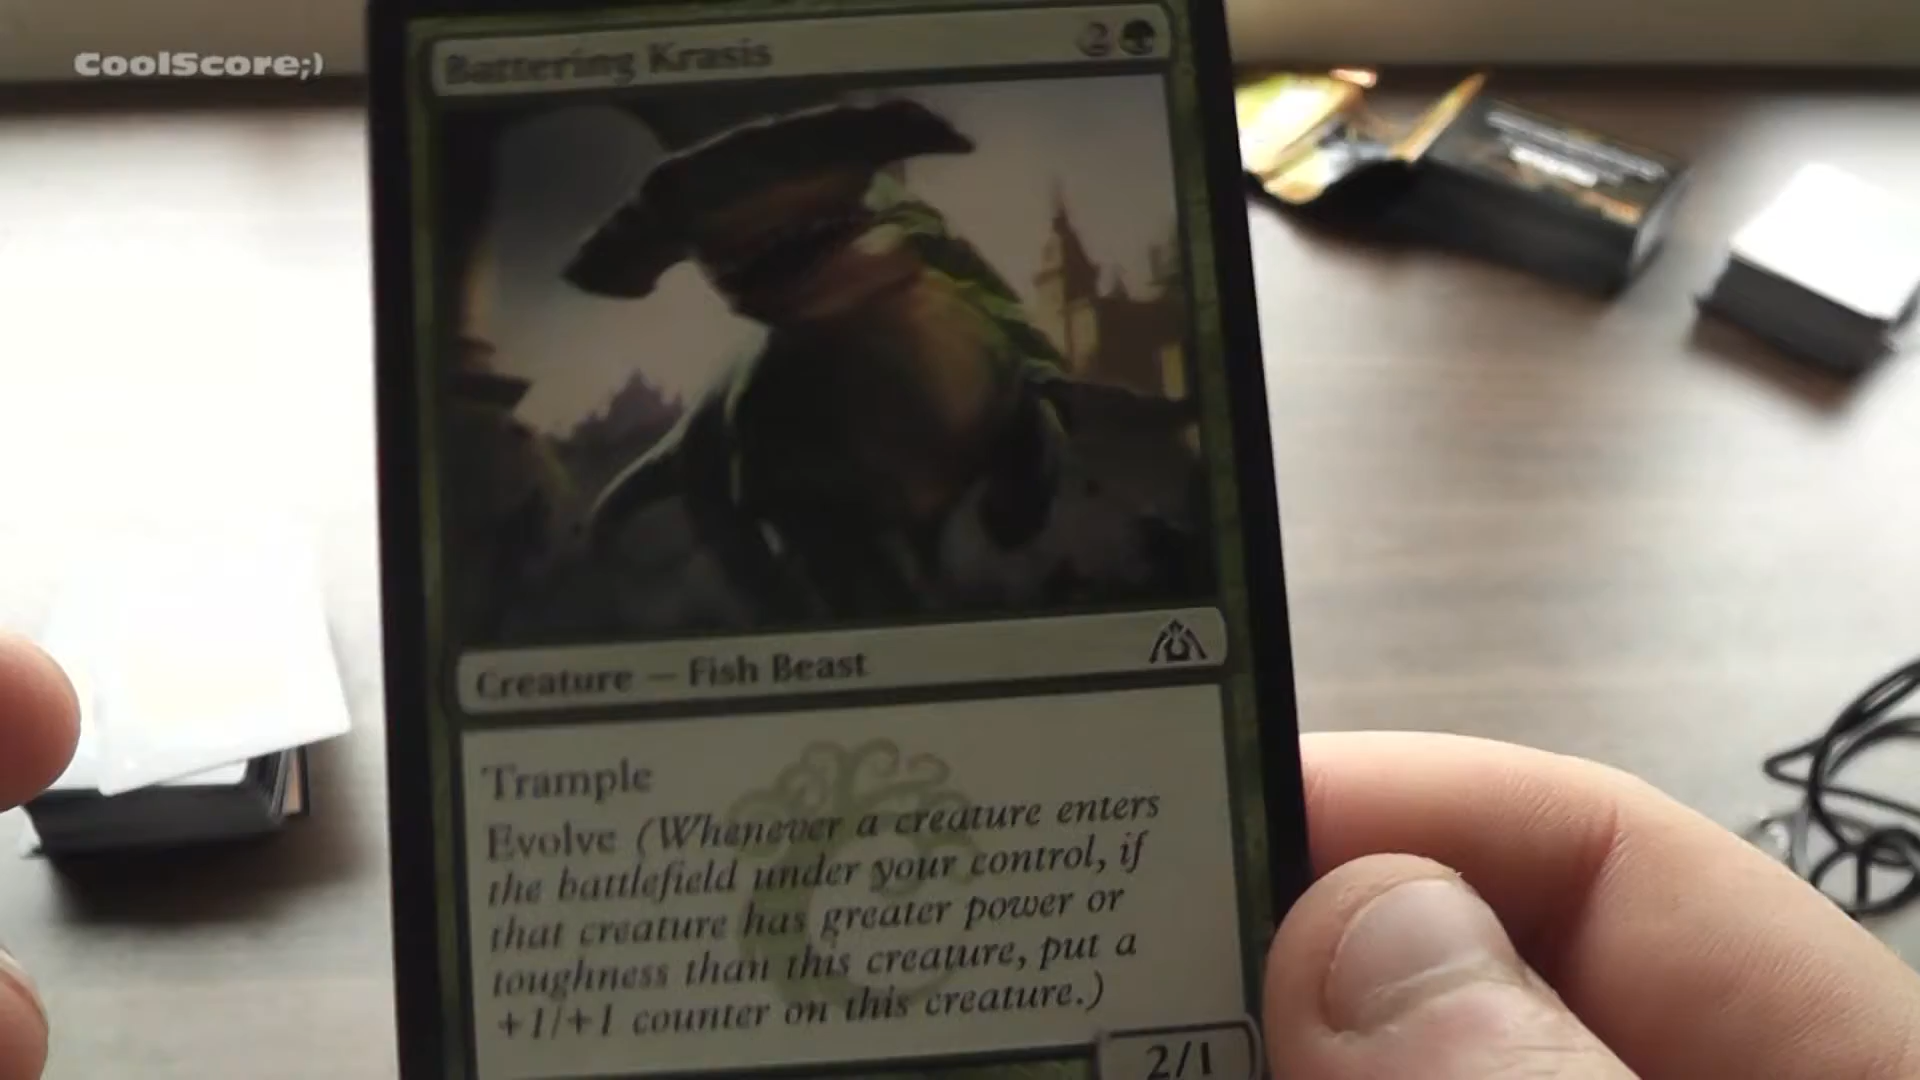 CoolScore;)
Battering Krasis 2
Creature — Fish Beast
Trample
Evolve (Whenever a creature enters
the battlefield under your control, if
that creature has greater power or
toughness than this creature, put a
+1/+1 counter on this creature.)
2/1